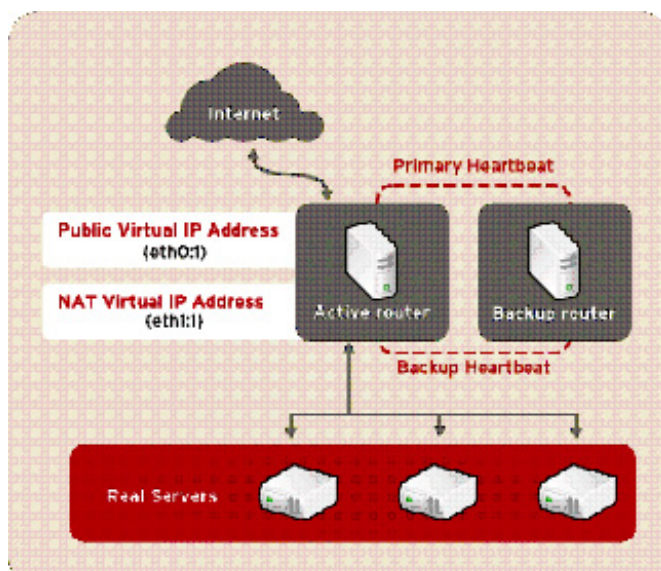 Internet
Primary Heartbeat
Public Virtual IP Address
(eth0:1)
NAT Virtual IP Address
(eth1:1)
Active router
Backup router
Backup Heartbeat
Real Servers